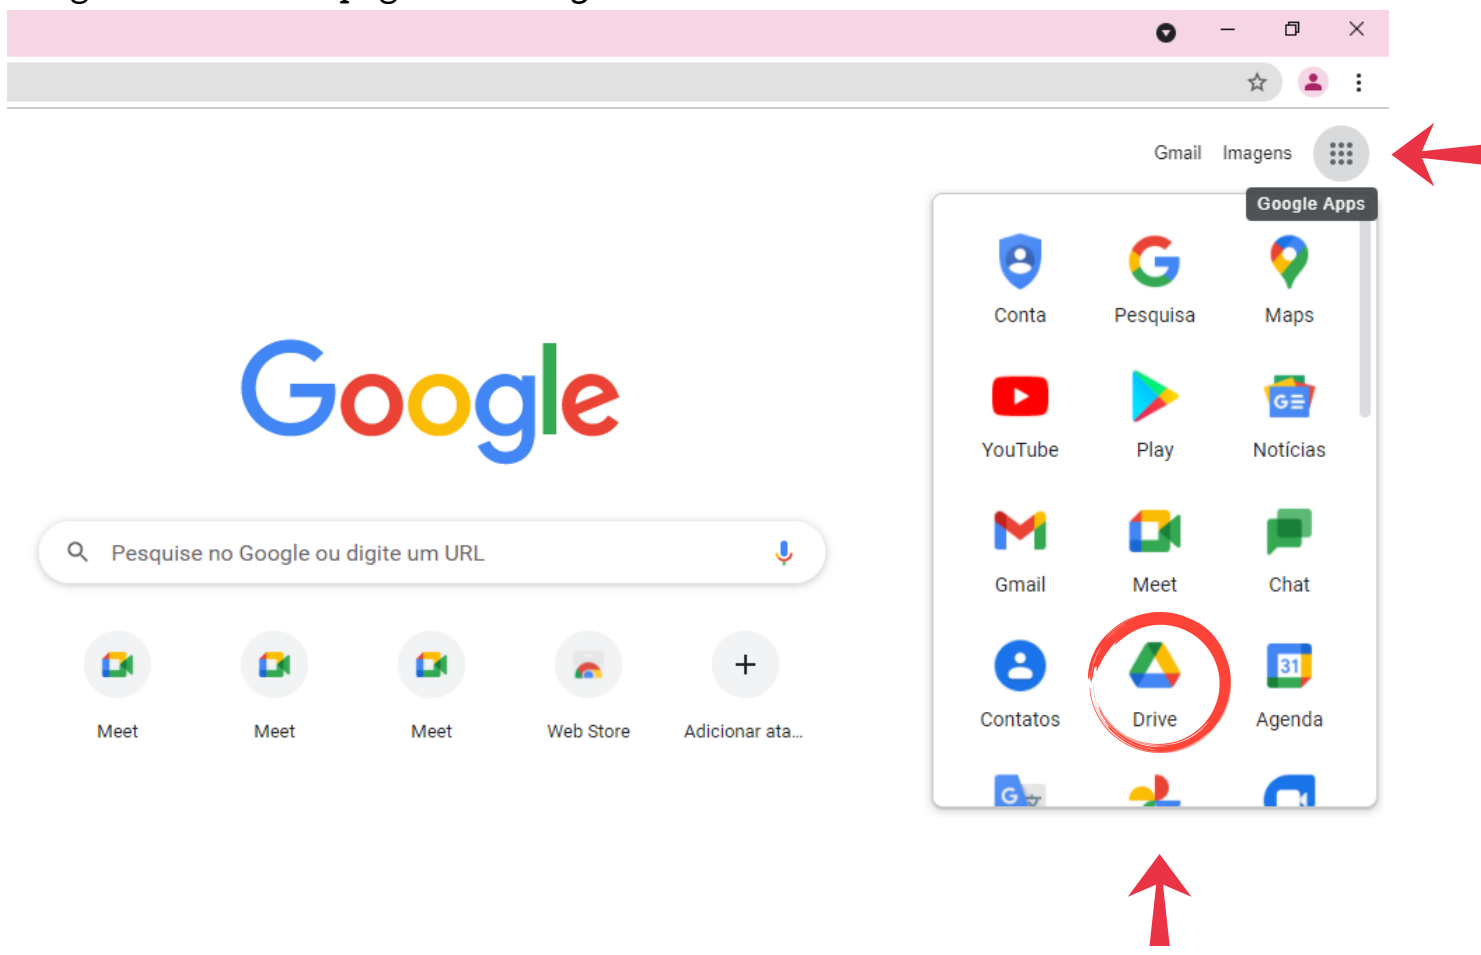 Gmail Imagens
Google Apps
Conta Pesquisa Maps
Google
YouTube Play Notícias
Pesquise no Google ou digite um URL
Gmail Meet Chat
Meet Meet Meet Web Store Adicionar ata...
Contatos Drive Agenda
31